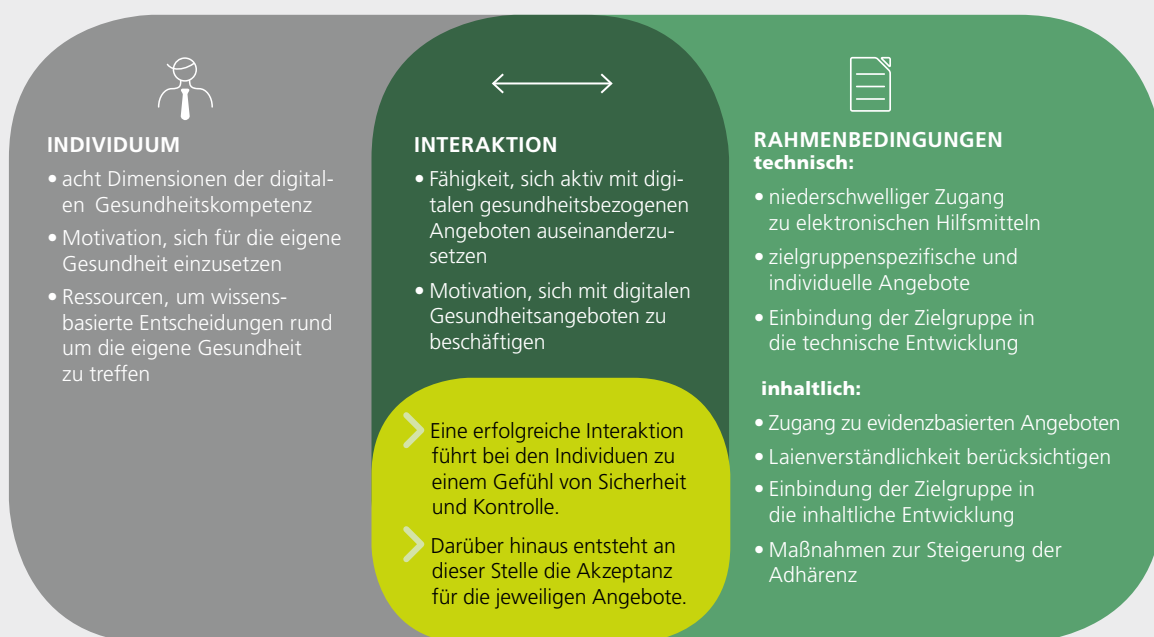 INDIVIDUUM
• acht Dimensionen der digital-
en Gesundheitskompetenz
• Motivation, sich für die eigene
Gesundheit einzusetzen
• Ressourcen, um wissens-
basierte Entscheidungen rund
um die eigene Gesundheit
zu treffen
INTERAKTION
• Fähigkeit, sich aktiv mit digi-
talen gesundheitsbezogenen
Angeboten auseinanderzu-
setzen
• Motivation, sich mit digitalen
Gesundheitsangeboten zu
beschäftigen
Eine erfolgreiche Interaktion
führt bei den Individuen zu
einem Gefühl von Sicherheit
und Kontrolle.
Darüber hinaus entsteht an
dieser Stelle die Akzeptanz
für die jeweiligen Angebote.
RAHMENBEDINGUNGEN
technisch:
• niederschwelliger Zugang
zu elektronischen Hilfsmitteln
• zielgruppenspezifische und
individuelle Angebote
• Einbindung der Zielgruppe in
die technische Entwicklung
inhaltlich:
• Zugang zu evidenzbasierten Angeboten
• Laienverständlichkeit berücksichtigen
• Einbindung der Zielgruppe in
die inhaltliche Entwicklung
• Maßnahmen zur Steigerung der
Adhärenz